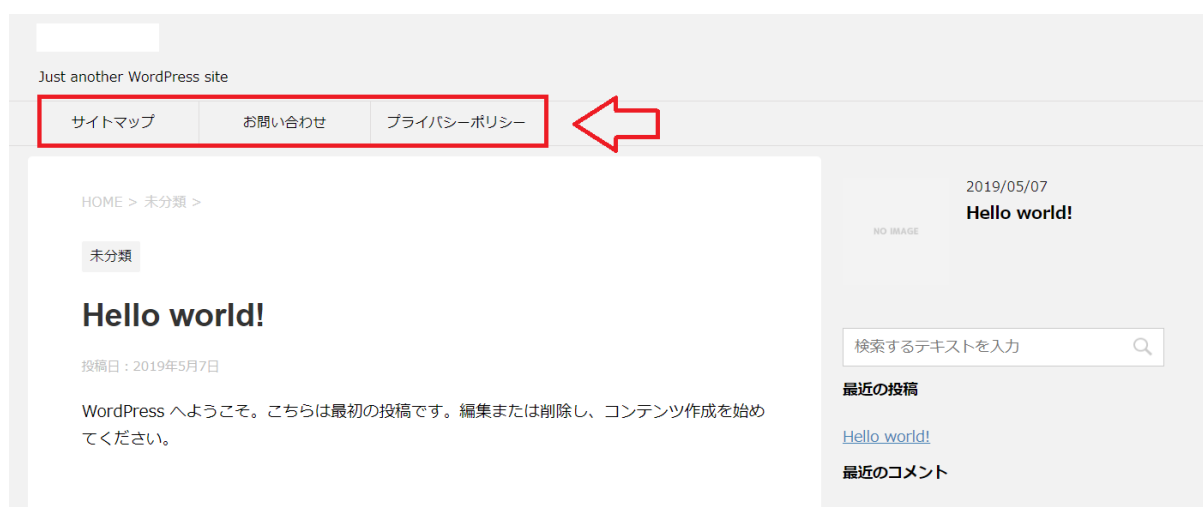 Just another WordPress site
サイトマップ
お問い合わせ
プライバシーポリシー
HOME > 未分類 >
未分類
Hello world!
投稿日：2019年5月7日
WordPress へようこそ。こちらは最初の投稿です。編集または削除し、コンテンツ作成を始め
てください。
NO IMAGE
2019/05/07
Hello world!
検索するテキストを入力
最近の投稿
Hello world!
最近のコメント